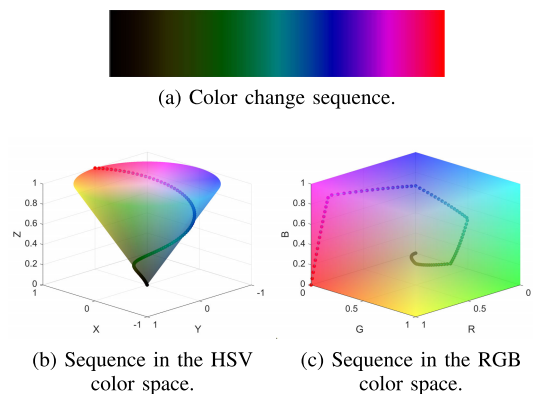 (a) Color change sequence.
1
0.8
0.6
0.4
0.2
0
Z
1
0
-1
X
1
0
-1
Y
1
0.8
0.6
0.4
0.2
0
B
0.5
1
G
1
0.5
0
R
(b) Sequence in the HSV
color space.
(c) Sequence in the RGB
color space.